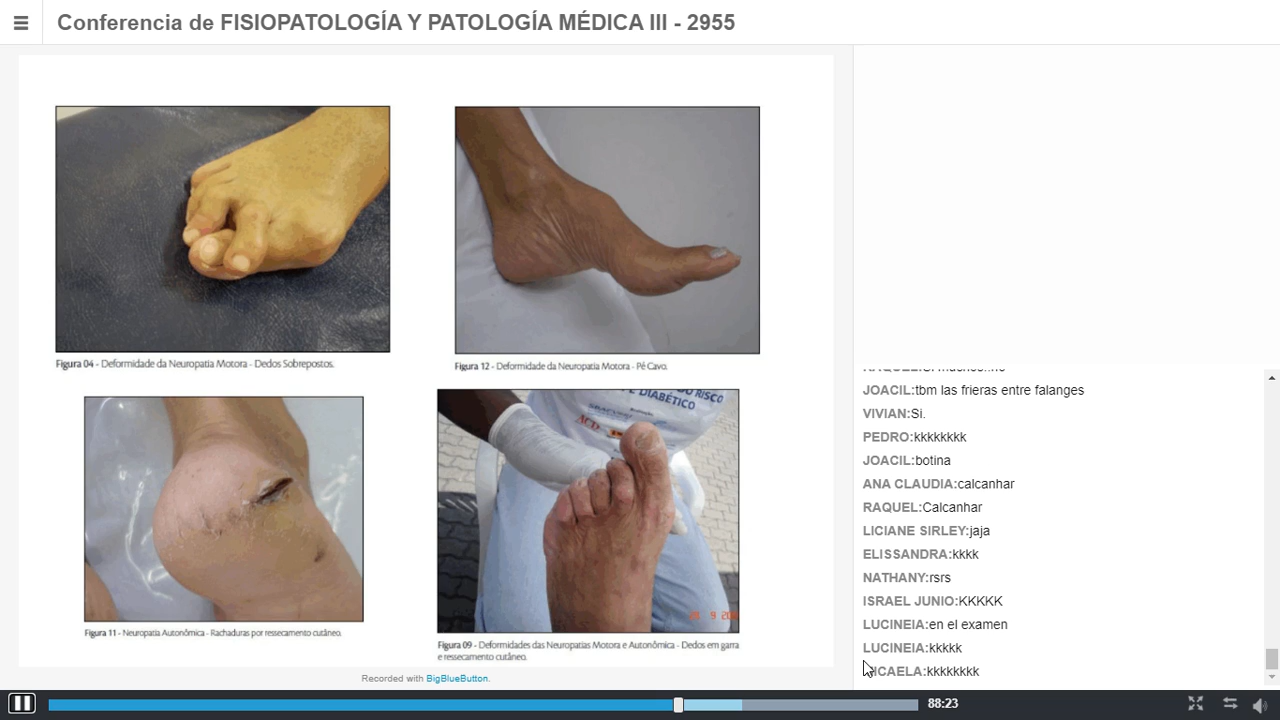 Conferencia de FISIOPATOLOGÍA Y PATOLOGÍA MÉDICA III - 2955
Figura 04 - Deformidade da Neuropatia Motora - Dedos Sobrepostos.
Figura 12 - Deformidade da Neuropatia Motora - Pé Cavo.
Figura 11 - Neuropatia Autonômica - Rachaduras por ressecamento cutâneo.
DO RISCO
E DIABÉTICO
Figura 09 - Deformidades das Neuropatias Motora e Autonômica - Dedos em garra
e ressecamento cutâneo.
Recorded with BigBlueButton.
JOACIL:tbm las frieras entre falanges
VIVIAN:Si.
PEDRO:kkkkkkkk
JOACIL:botina
ANA CLAUDIA:calcanhar
RAQUEL:Calcanhar
LICIANE SIRLEY:jaja
ELISSANDRA:kkkk
NATHANY:rsrs
ISRAEL JUNIO:KKKKK
LUCINEIA:en el examen
LUCINEIA:kkkkk
ICAELA:kkkkkkkk
88:23